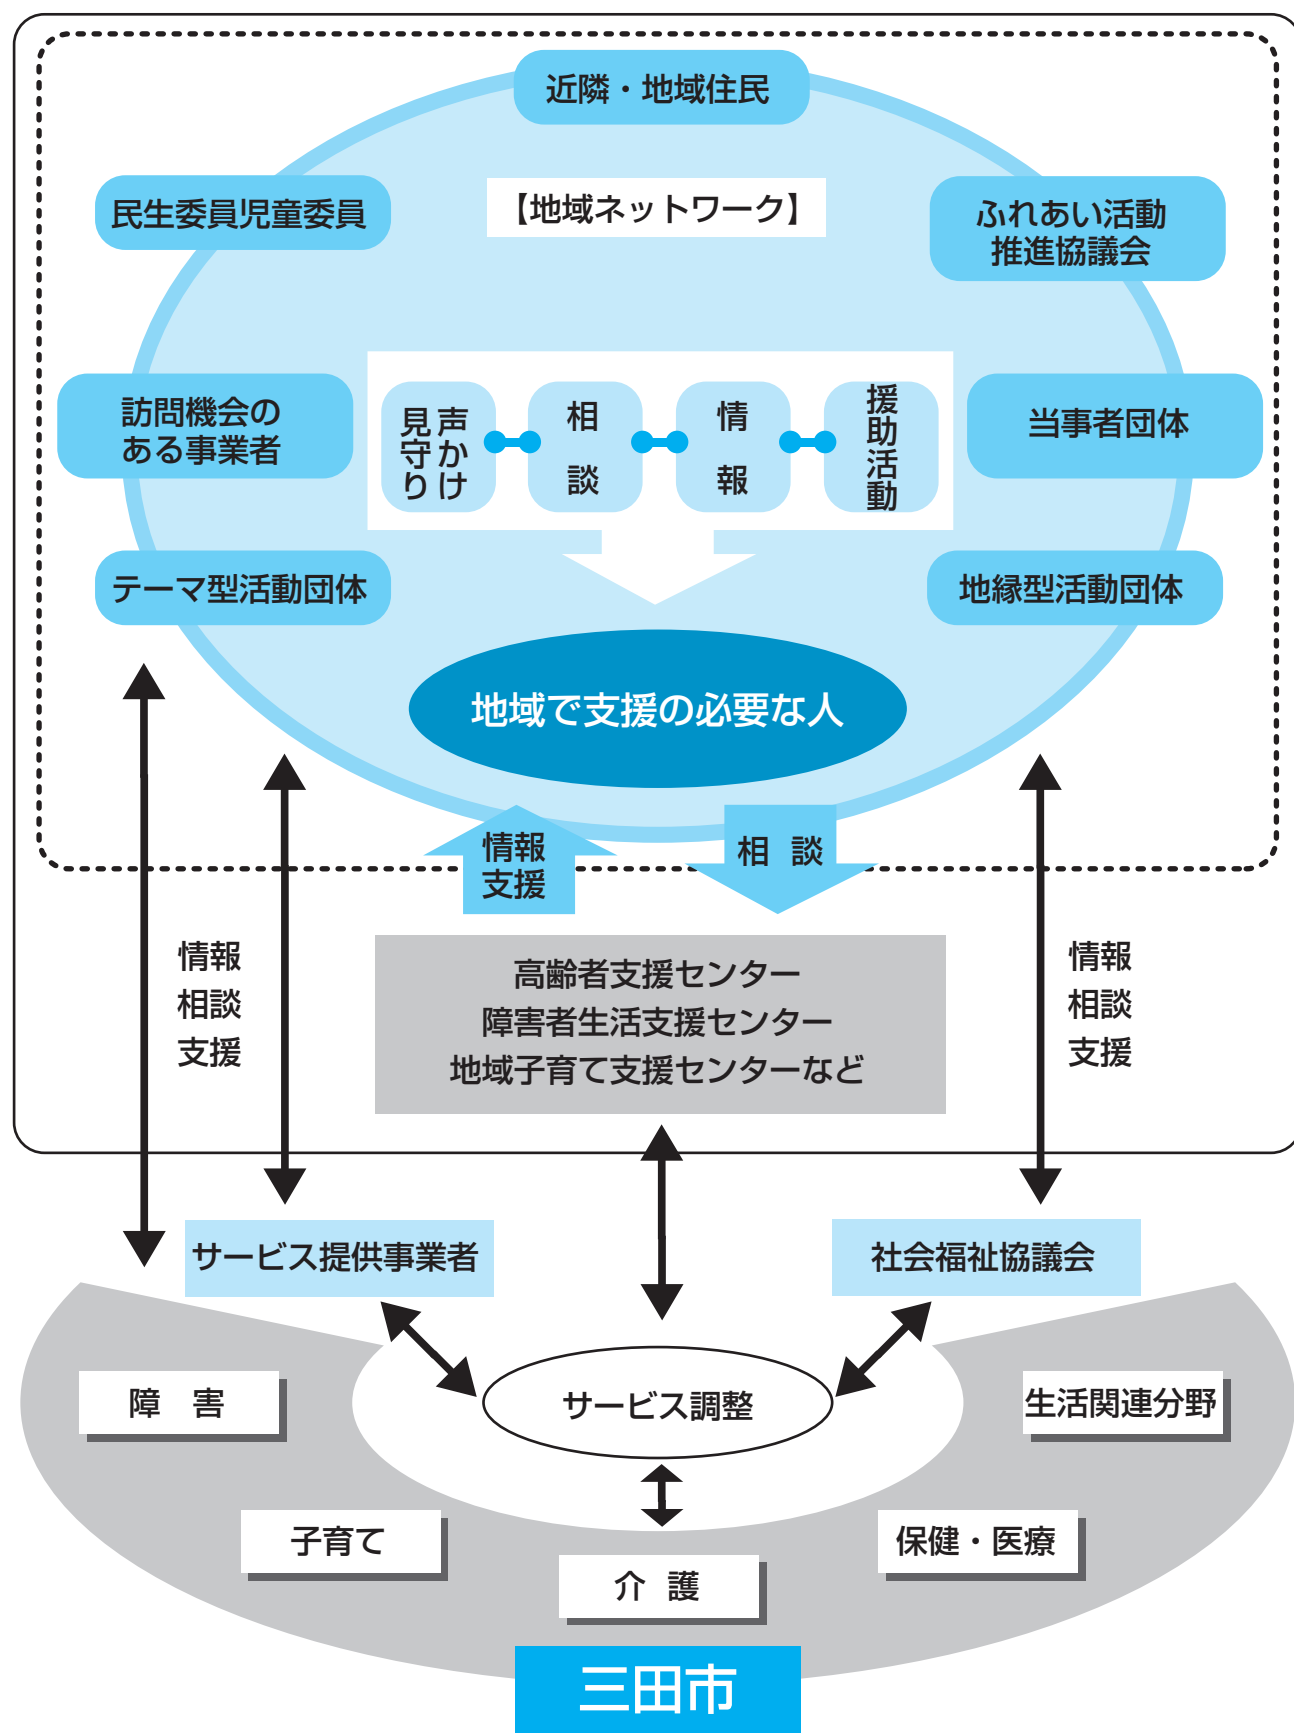 近隣・地域住民
民生委員児童委員
【地域ネットワーク】
ふれあい活動
推進協議会
訪問機会の
ある事業者
声かけ
見守り
相談
情報
援助活動
当事者団体
テーマ型活動団体
地縁型活動団体
地域で支援の必要な人
情報
支援
相 談
情報
相談
支援
高齢者支援センター
障害者生活支援センター
地域子育て支援センターなど
情報
相談
支援
サービス提供事業者
社会福祉協議会
サービス調整
障 害
生活関連分野
子育て
保健・医療
介 護
三田市